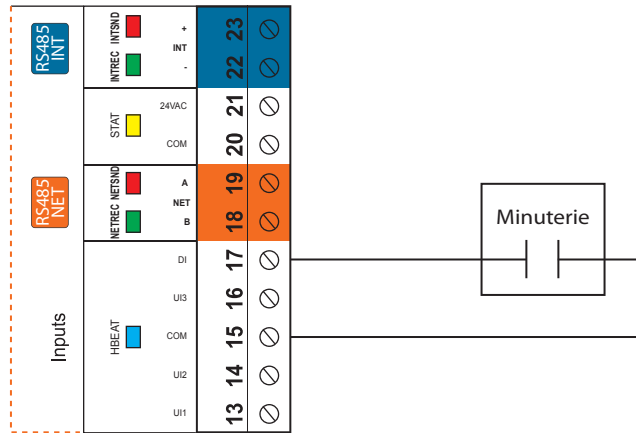 RS485
INT
INTREC INTSND
+
INT
-
23
22
STAT
24VAC
COM
21
20
RS485
NET
NETREC NETSND
A
NET
B
19
18
Minuterie
Inputs
HBEAT
DI
17
UI3
16
COM
15
UI2
14
UI1
13